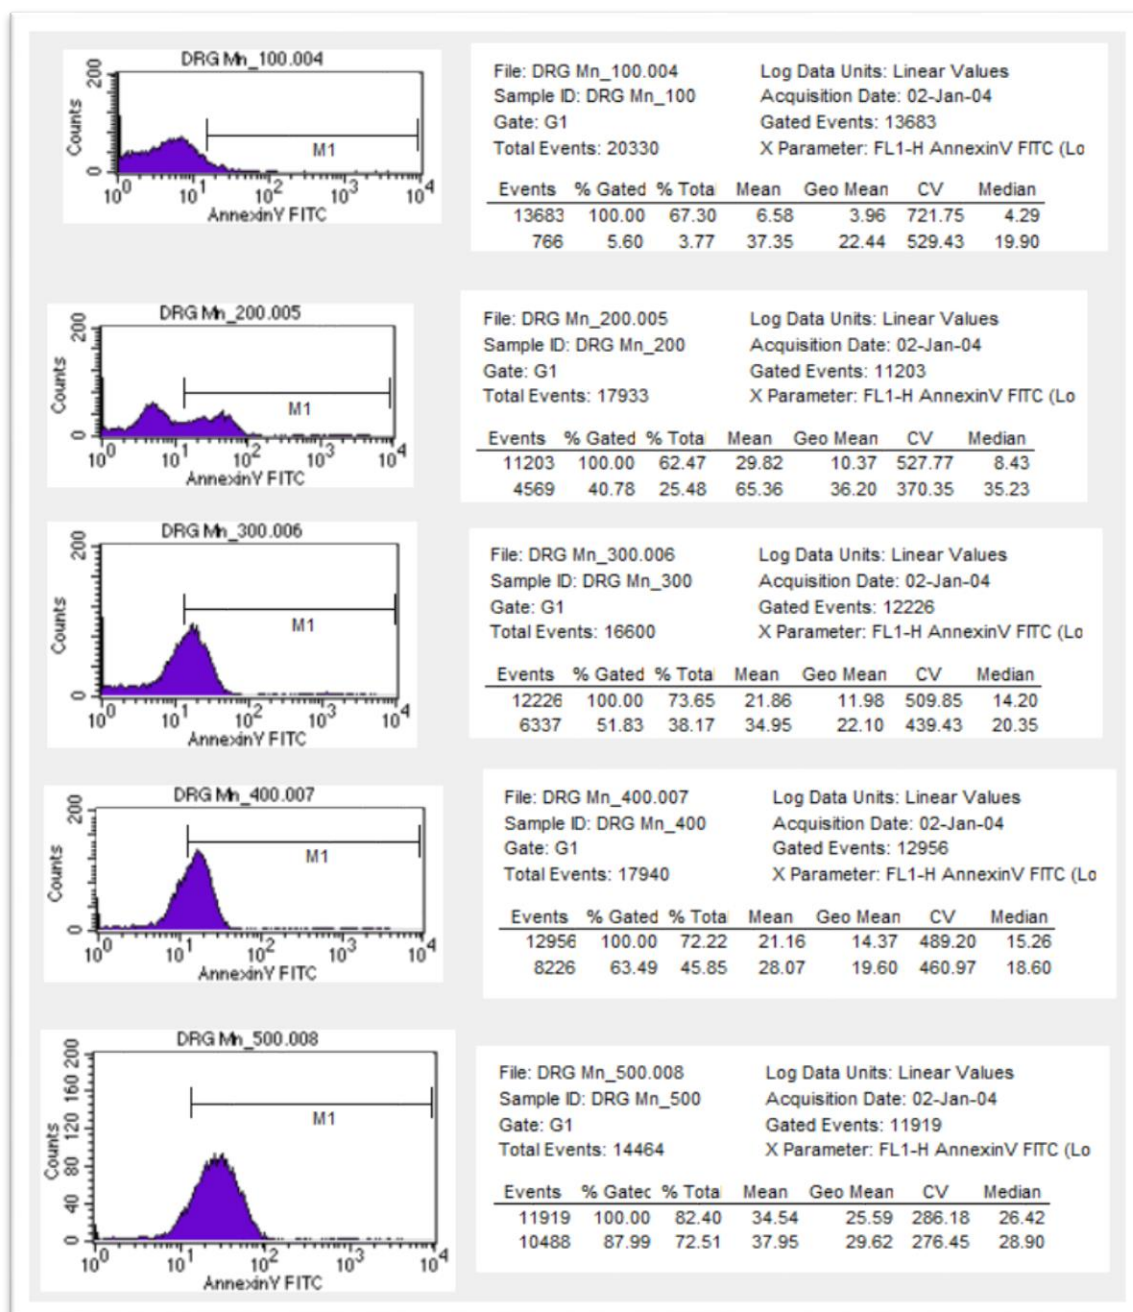 DRG Mn_100.004
200
Counts
0
M1
10^0 10^1 10^2 10^3 10^4
AnnexinV FITC
File: DRG Mn_100.004 Log Data Units: Linear Values
Sample ID: DRG Mn_100 Acquisition Date: 02-Jan-04
Gate: G1 Gated Events: 13683
Total Events: 20330 X Parameter: FL1-H AnnexinV FITC (Lo
Events % Gated % Total Mean Geo Mean CV Median
13683 100.00 67.30 6.58 3.96 721.75 4.29
766 5.60 3.77 37.35 22.44 529.43 19.90
DRG Mn_200.005
200
Counts
0
M1
10^0 10^1 10^2 10^3 10^4
AnnexinV FITC
File: DRG Mn_200.005 Log Data Units: Linear Values
Sample ID: DRG Mn_200 Acquisition Date: 02-Jan-04
Gate: G1 Gated Events: 11203
Total Events: 17933 X Parameter: FL1-H AnnexinV FITC (Lo
Events % Gated % Total Mean Geo Mean CV Median
11203 100.00 62.47 29.82 10.37 527.77 8.43
4569 40.78 25.48 65.36 36.20 370.35 35.23
DRG Mn_300.006
200
Counts
0
M1
10^0 10^1 10^2 10^3 10^4
AnnexinV FITC
File: DRG Mn_300.006 Log Data Units: Linear Values
Sample ID: DRG Mn_300 Acquisition Date: 02-Jan-04
Gate: G1 Gated Events: 12226
Total Events: 16600 X Parameter: FL1-H AnnexinV FITC (Lo
Events % Gated % Total Mean Geo Mean CV Median
12226 100.00 73.65 21.86 11.98 509.85 14.20
6337 51.83 38.17 34.95 22.10 439.43 20.35
DRG Mn_400.007
200
Counts
0
M1
10^0 10^1 10^2 10^3 10^4
AnnexinV FITC
File: DRG Mn_400.007 Log Data Units: Linear Values
Sample ID: DRG Mn_400 Acquisition Date: 02-Jan-04
Gate: G1 Gated Events: 12956
Total Events: 17940 X Parameter: FL1-H AnnexinV FITC (Lo
Events % Gated % Total Mean Geo Mean CV Median
12956 100.00 72.22 21.16 14.37 489.20 15.26
8226 63.49 45.85 28.07 19.60 460.97 18.60
DRG Mn_500.008
200
160
120
80
40
0
Counts
M1
10^0 10^1 10^2 10^3 10^4
AnnexinV FITC
File: DRG Mn_500.008 Log Data Units: Linear Values
Sample ID: DRG Mn_500 Acquisition Date: 02-Jan-04
Gate: G1 Gated Events: 11919
Total Events: 14464 X Parameter: FL1-H AnnexinV FITC (Lo
Events % Gatec % Total Mean Geo Mean CV Median
11919 100.00 82.40 34.54 25.59 286.18 26.42
10488 87.99 72.51 37.95 29.62 276.45 28.90